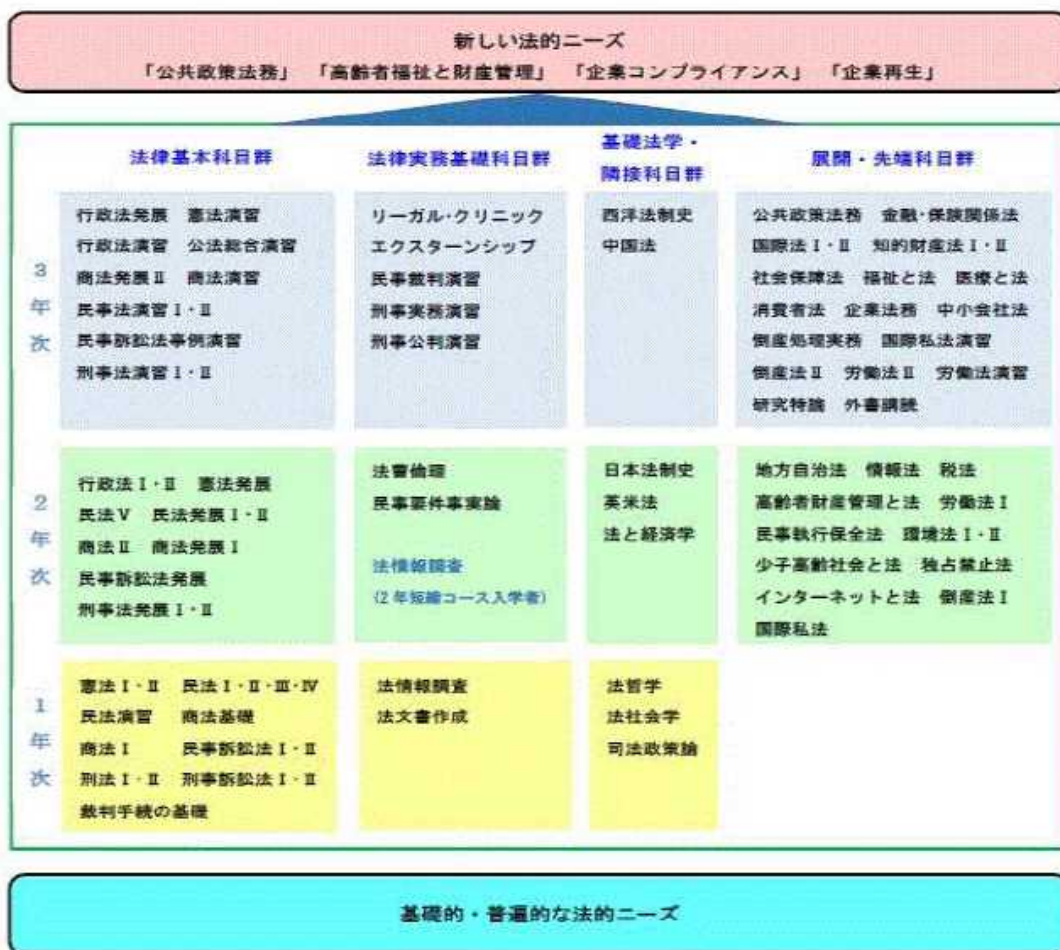 新しい法的ニーズ
「公共政策法務」 「高齢者福祉と財産管理」 「企業コンプライアンス」 「企業再生」
法律基本科目群
法律実務基礎科目群
基礎法学・
隣接科目群
展開・先端科目群
3年次
行政法発展 憲法演習
行政法演習 公法総合演習
商法発展Ⅱ 商法演習
民事法演習Ⅰ・Ⅱ
民事訴訟法事例演習
刑事法演習Ⅰ・Ⅱ
リーガル・クリニック
エクスターンシップ
民事裁判演習
刑事実務演習
刑事公判演習
西洋法制史
中国法
公共政策法務 金融・保険関係法
国際法Ⅰ・Ⅱ 知的財産法Ⅰ・Ⅱ
社会保障法 福祉と法 医療と法
消費者法 企業法務 中小会社法
倒産処理実務 国際私法演習
倒産法Ⅱ 労働法Ⅱ 労働法演習
研究特論 外書講読
2年次
行政法Ⅰ・Ⅱ 憲法発展
民法Ⅴ 民法発展Ⅰ・Ⅱ
商法Ⅱ 商法発展Ⅰ
民事訴訟法発展
刑事法発展Ⅰ・Ⅱ
法曹倫理
民事要件事実論
法情報調査
(2年短縮コース入学者)
日本法制史
英米法
法と経済学
地方自治法 情報法 税法
高齢者財産管理と法 労働法Ⅰ
民事執行保全法 環境法Ⅰ・Ⅱ
少子高齢社会と法 独占禁止法
インターネットと法 倒産法Ⅰ
国際私法
1年次
憲法Ⅰ・Ⅱ 民法Ⅰ・Ⅱ・Ⅲ・Ⅳ
民法演習 商法基礎
商法Ⅰ 民事訴訟法Ⅰ・Ⅱ
刑法Ⅰ・Ⅱ 刑事訴訟法Ⅰ・Ⅱ
裁判手続の基礎
法情報調査
法文書作成
法哲学
法社会学
司法政策論
基礎的・普遍的な法的ニーズ